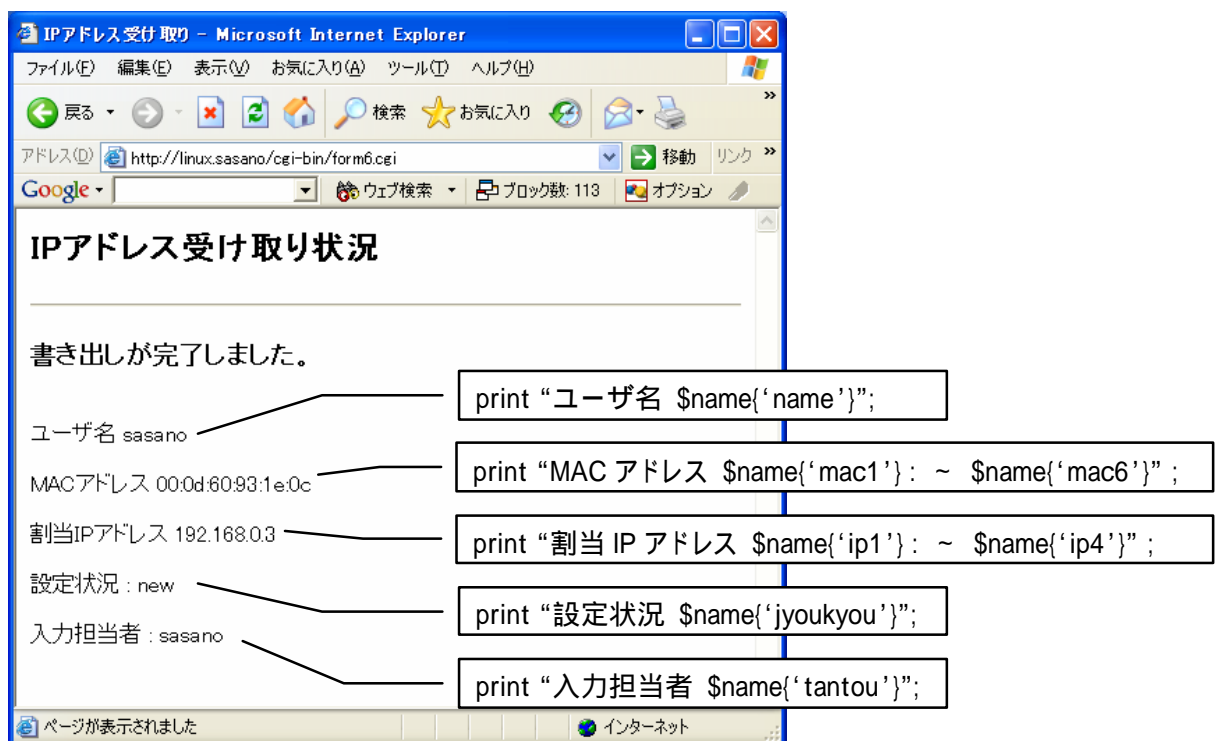 IPアドレス受け取り - Microsoft Internet Explorer
ファイル(F) 編集(E) 表示(V) お気に入り(A) ツール(T) ヘルプ(H)
戻る 検索 お気に入り »
アドレス(D) http://linux.sasano/cgi-bin/form6.cgi 移動 リンク »
Google ウェブ検索 ブロック数: 113 オプション
IPアドレス受け取り状況
書き出しが完了しました。
print “ユーザ名 $name{‘name’}”;
ユーザ名 sasano
print “MAC アドレス $name{‘mac1’} : ~ $name{‘mac6’}” ;
MACアドレス 00:0d:60:93:1e:0c
割当IPアドレス 192.168.0.3
print “割当 IP アドレス $name{‘ip1’} : ~ $name{‘ip4’}” ;
設定状況 : new
print “設定状況 $name{‘jyoukyou’}”;
入力担当者 : sasano
print “入力担当者 $name{‘tantou’}”;
ページが表示されました インターネット